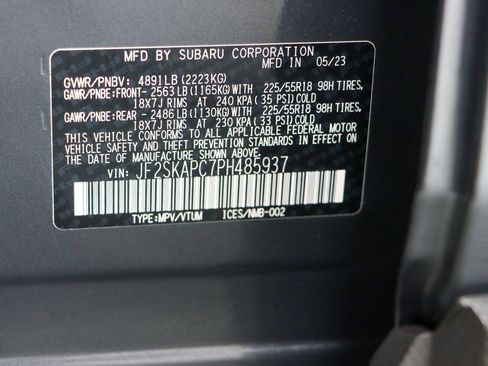 MFD BY SUBARU CORPORATION
MFD IN 05/23
GVWR/PNBV: 4891LB (2223KG)
GAWR/PNBE:FRONT- 2563LB(1165KG)WITH 225/55R18 98H TIRES,
18X7J RIMS AT 240 KPA (35 PSI)COLD
GAWR/PNBE:REAR - 2486LB(1130KG)WITH 225/55R18 98H TIRES,
18X7J RIMS AT 230 KPA (33 PSI)COLD
THIS VEHICLE CONFORMS TO ALL APPLICABLE FEDERAL MOTOR
VEHICLE SAFETY AND THEFT PREVENTION STANDARDS IN EFFECT
ON THE DATE OF MANUFACTURE SHOWN ABOVE.
VIN: JF2SKAPC7PH485937
TYPE:MPV/VTUM ICES/NMB-002